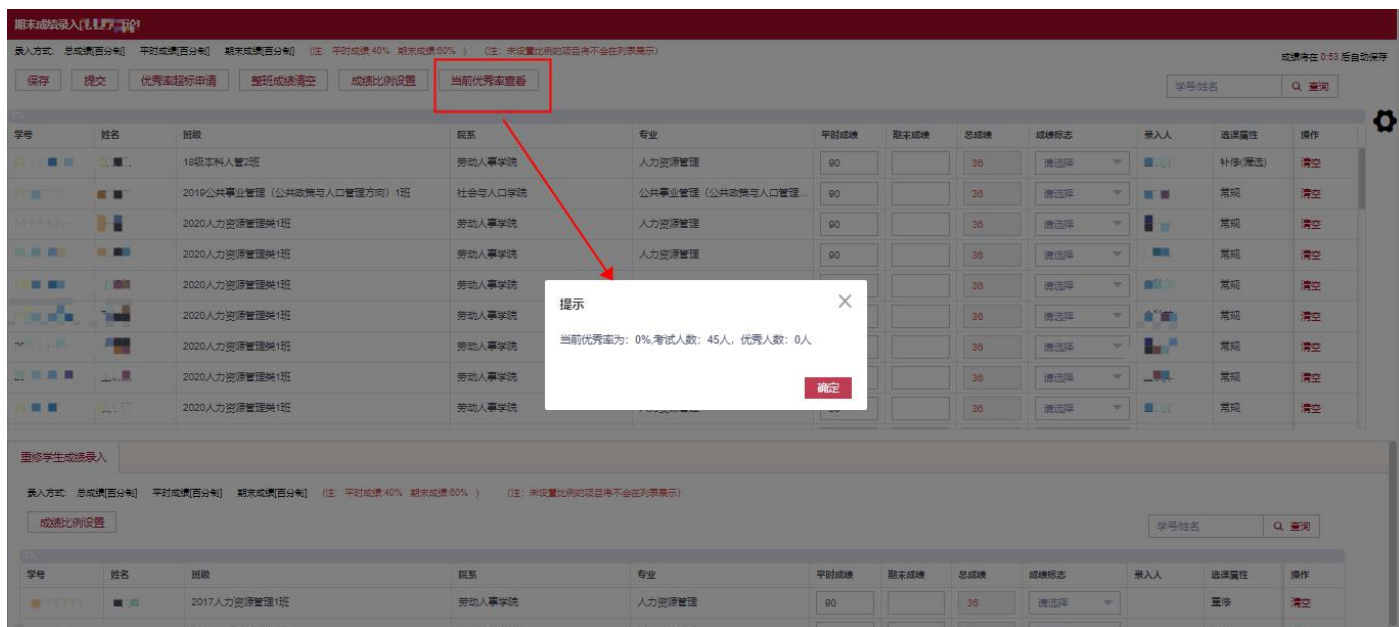 期末成绩录入
录入方式: 总成绩[百分制] 平时成绩[百分制] 期末成绩[百分制] (注: 平时成绩:40% 期末成绩:60% ) (注: 未设置比例的项目将不会在列表展示)
成绩将在 0:53 后自动保存
保存 提交 优秀率超标申请 整班成绩清空 成绩比例设置 当前优秀率查看 学号/姓名 查询
学号 姓名 班级 院系 专业 平时成绩 期末成绩 总成绩 成绩标志 录入人 选课属性 操作
18级本科人管2班 劳动人事学院 人力资源管理 90 36 请选择 补修(需选) 清空
2019公共事业管理(公共政策与人口管理方向)1班 社会与人口学院 公共事业管理(公共政策与人口管理... 90 36 请选择 常规 清空
2020人力资源管理类1班 劳动人事学院 人力资源管理 90 36 请选择 常规 清空
2020人力资源管理类1班 劳动人事学院 人力资源管理 90 36 请选择 常规 清空
2020人力资源管理类1班 劳动人事学院 36 请选择 常规 清空
2020人力资源管理类1班 劳动人事学院 36 请选择 常规 清空
2020人力资源管理类1班 劳动人事学院 36 请选择 常规 清空
2020人力资源管理类1班 劳动人事学院 36 请选择 常规 清空
2020人力资源管理类1班 劳动人事学院 36 请选择 常规 清空
提示
当前优秀率为: 0%,考试人数: 45人, 优秀人数: 0人
确定
重修学生成绩录入
录入方式: 总成绩[百分制] 平时成绩[百分制] 期末成绩[百分制] (注: 平时成绩:40% 期末成绩:60% ) (注: 未设置比例的项目将不会在列表展示)
成绩比例设置 学号/姓名 查询
学号 姓名 班级 院系 专业 平时成绩 期末成绩 总成绩 成绩标志 录入人 选课属性 操作
2017人力资源管理1班 劳动人事学院 人力资源管理 90 36 请选择 重修 清空